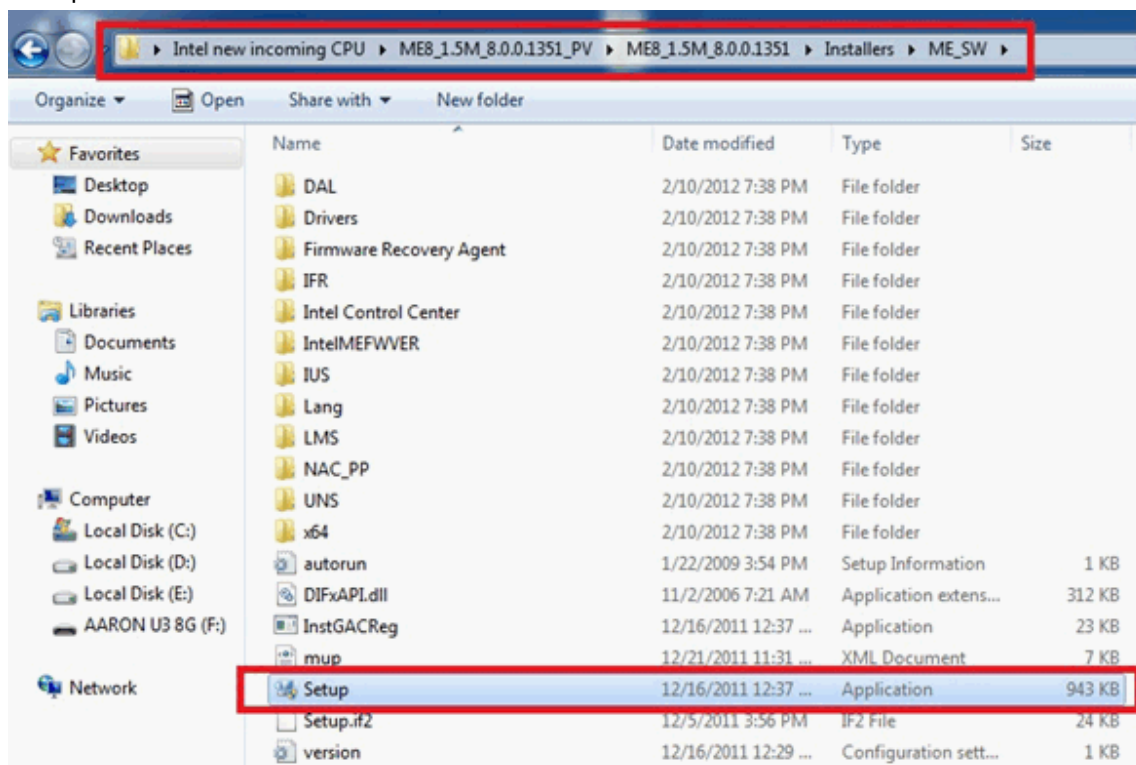 Intel new incoming CPU ▸ ME8_1.5M_8.0.0.1351_PV ▸ ME8_1.5M_8.0.0.1351 ▸ Installers ▸ ME_SW ▸
Organize Open Share with New folder
Name Date modified Type Size
Favorites
Desktop
Downloads
Recent Places
Libraries
Documents
Music
Pictures
Videos
Computer
Local Disk (C:)
Local Disk (D:)
Local Disk (E:)
AARON U3 8G (F:)
Network
DAL 2/10/2012 7:38 PM File folder
Drivers 2/10/2012 7:38 PM File folder
Firmware Recovery Agent 2/10/2012 7:38 PM File folder
IFR 2/10/2012 7:38 PM File folder
Intel Control Center 2/10/2012 7:38 PM File folder
IntelMEFWVER 2/10/2012 7:38 PM File folder
IUS 2/10/2012 7:38 PM File folder
Lang 2/10/2012 7:38 PM File folder
LMS 2/10/2012 7:38 PM File folder
NAC_PP 2/10/2012 7:38 PM File folder
UNS 2/10/2012 7:38 PM File folder
x64 2/10/2012 7:38 PM File folder
autorun 1/22/2009 3:54 PM Setup Information 1 KB
DIFxAPI.dll 11/2/2006 7:21 AM Application extens... 312 KB
InstGACReg 12/16/2011 12:37 ... Application 23 KB
mup 12/21/2011 11:31 ... XML Document 7 KB
Setup 12/16/2011 12:37 ... Application 943 KB
Setup.if2 12/5/2011 3:56 PM IF2 File 24 KB
version 12/16/2011 12:29 ... Configuration sett... 1 KB